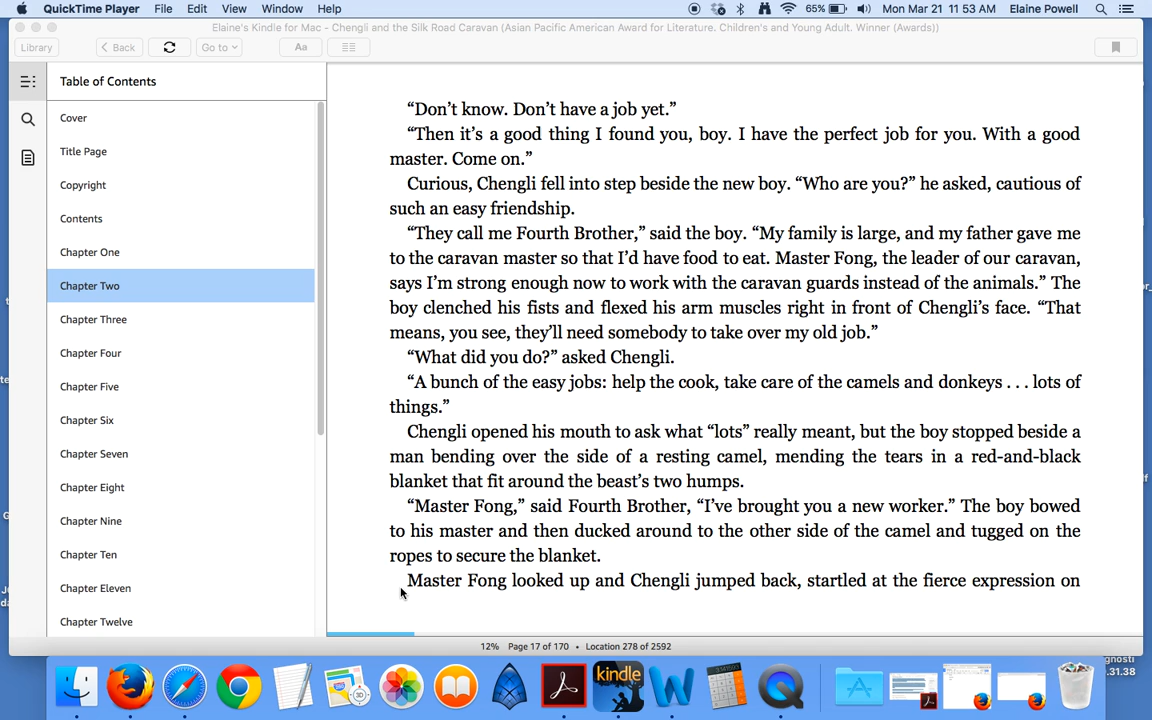 QuickTime Player File Edit View Window Help 65% Mon Mar 21 11 53 AM Elaine Powell
Elaine's Kindle for Mac - Chengli and the Silk Road Caravan (Asian Pacific American Award for Literature. Children's and Young Adult. Winner (Awards))
Library Back Go to Aa
Table of Contents
Cover
Title Page
Copyright
Contents
Chapter One
Chapter Two
Chapter Three
Chapter Four
Chapter Five
Chapter Six
Chapter Seven
Chapter Eight
Chapter Nine
Chapter Ten
Chapter Eleven
Chapter Twelve
“Don’t know. Don’t have a job yet.”
“Then it’s a good thing I found you, boy. I have the perfect job for you. With a good
master. Come on.”
Curious, Chengli fell into step beside the new boy. “Who are you?” he asked, cautious of
such an easy friendship.
“They call me Fourth Brother,” said the boy. “My family is large, and my father gave me
to the caravan master so that I’d have food to eat. Master Fong, the leader of our caravan,
says I’m strong enough now to work with the caravan guards instead of the animals.” The
boy clenched his fists and flexed his arm muscles right in front of Chengli’s face. “That
means, you see, they’ll need somebody to take over my old job.”
“What did you do?” asked Chengli.
“A bunch of the easy jobs: help the cook, take care of the camels and donkeys . . . lots of
things.”
Chengli opened his mouth to ask what “lots” really meant, but the boy stopped beside a
man bending over the side of a resting camel, mending the tears in a red-and-black
blanket that fit around the beast’s two humps.
“Master Fong,” said Fourth Brother, “I’ve brought you a new worker.” The boy bowed
to his master and then ducked around to the other side of the camel and tugged on the
ropes to secure the blanket.
Master Fong looked up and Chengli jumped back, startled at the fierce expression on
12% Page 17 of 170 • Location 278 of 2592
gnosti
.31.38
kindle